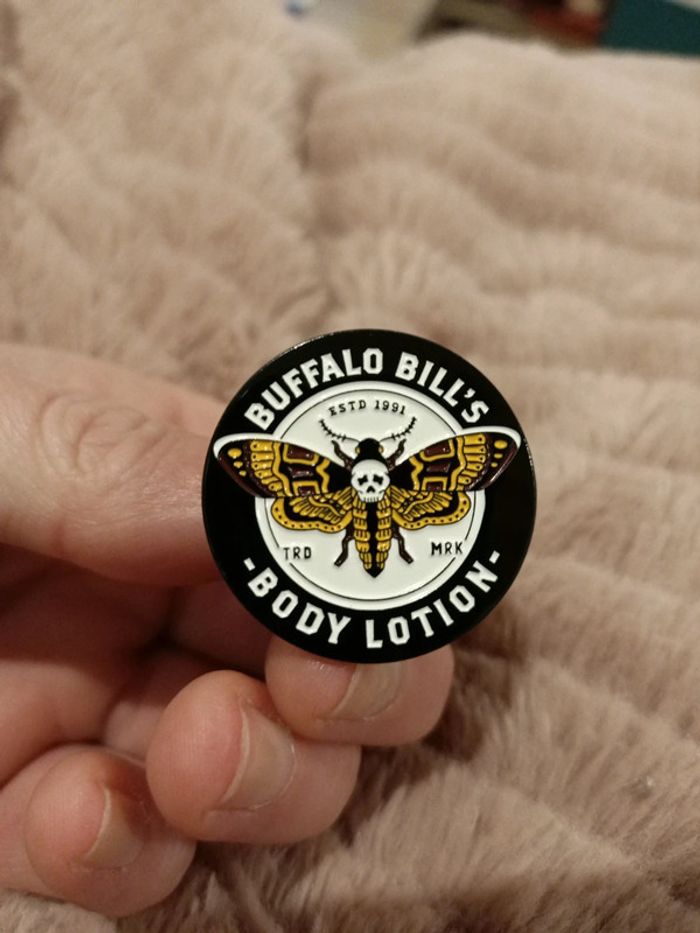 BUFFALO BILL'S
ESTD 1991
TRD MRK
-BODY LOTION-